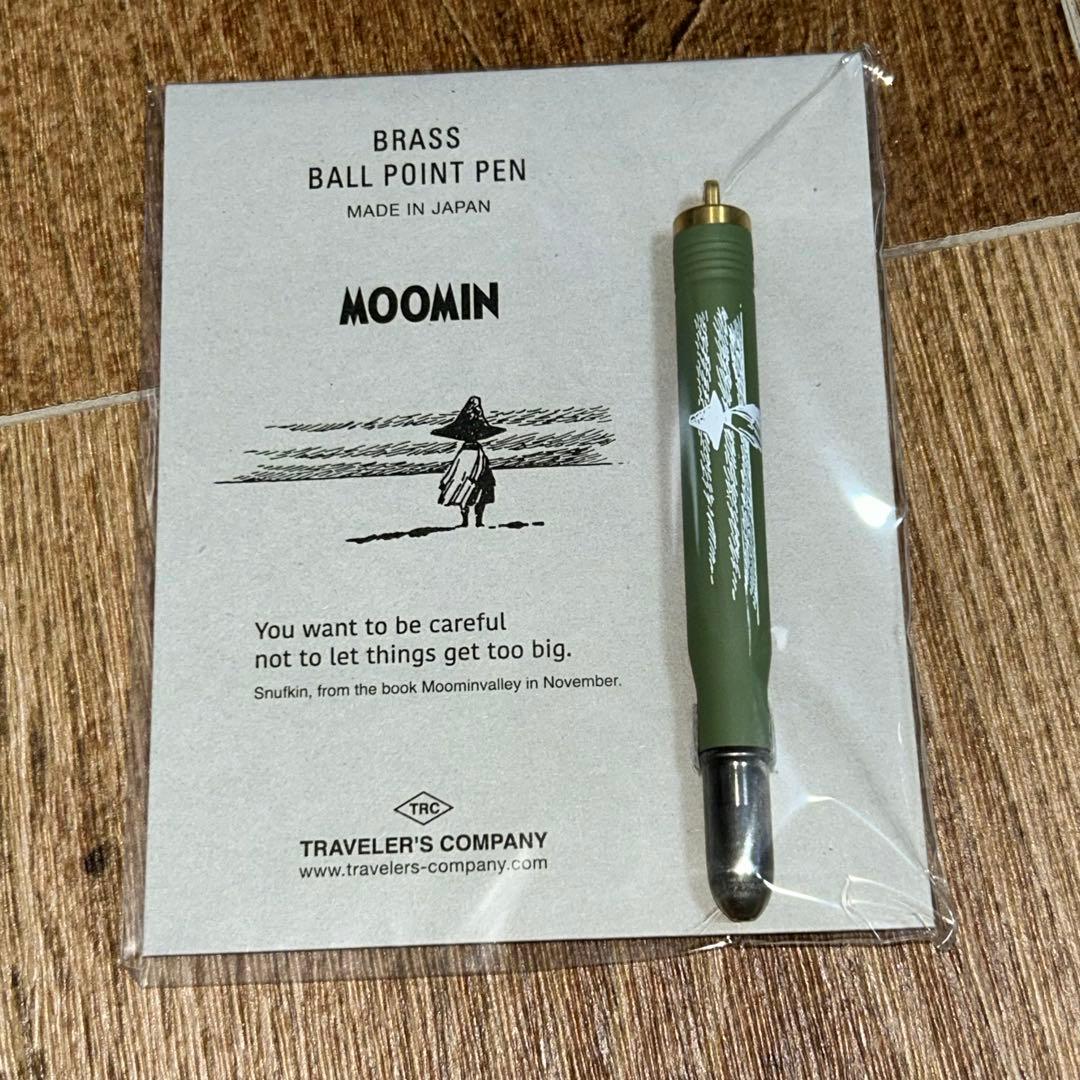 BRASS
BALL POINT PEN
MADE IN JAPAN
MOOMIN
You want to be careful
not to let things get too big.
Snufkin, from the book Moominvalley in November.
TRC
TRAVELER'S COMPANY
www.travelers-company.com